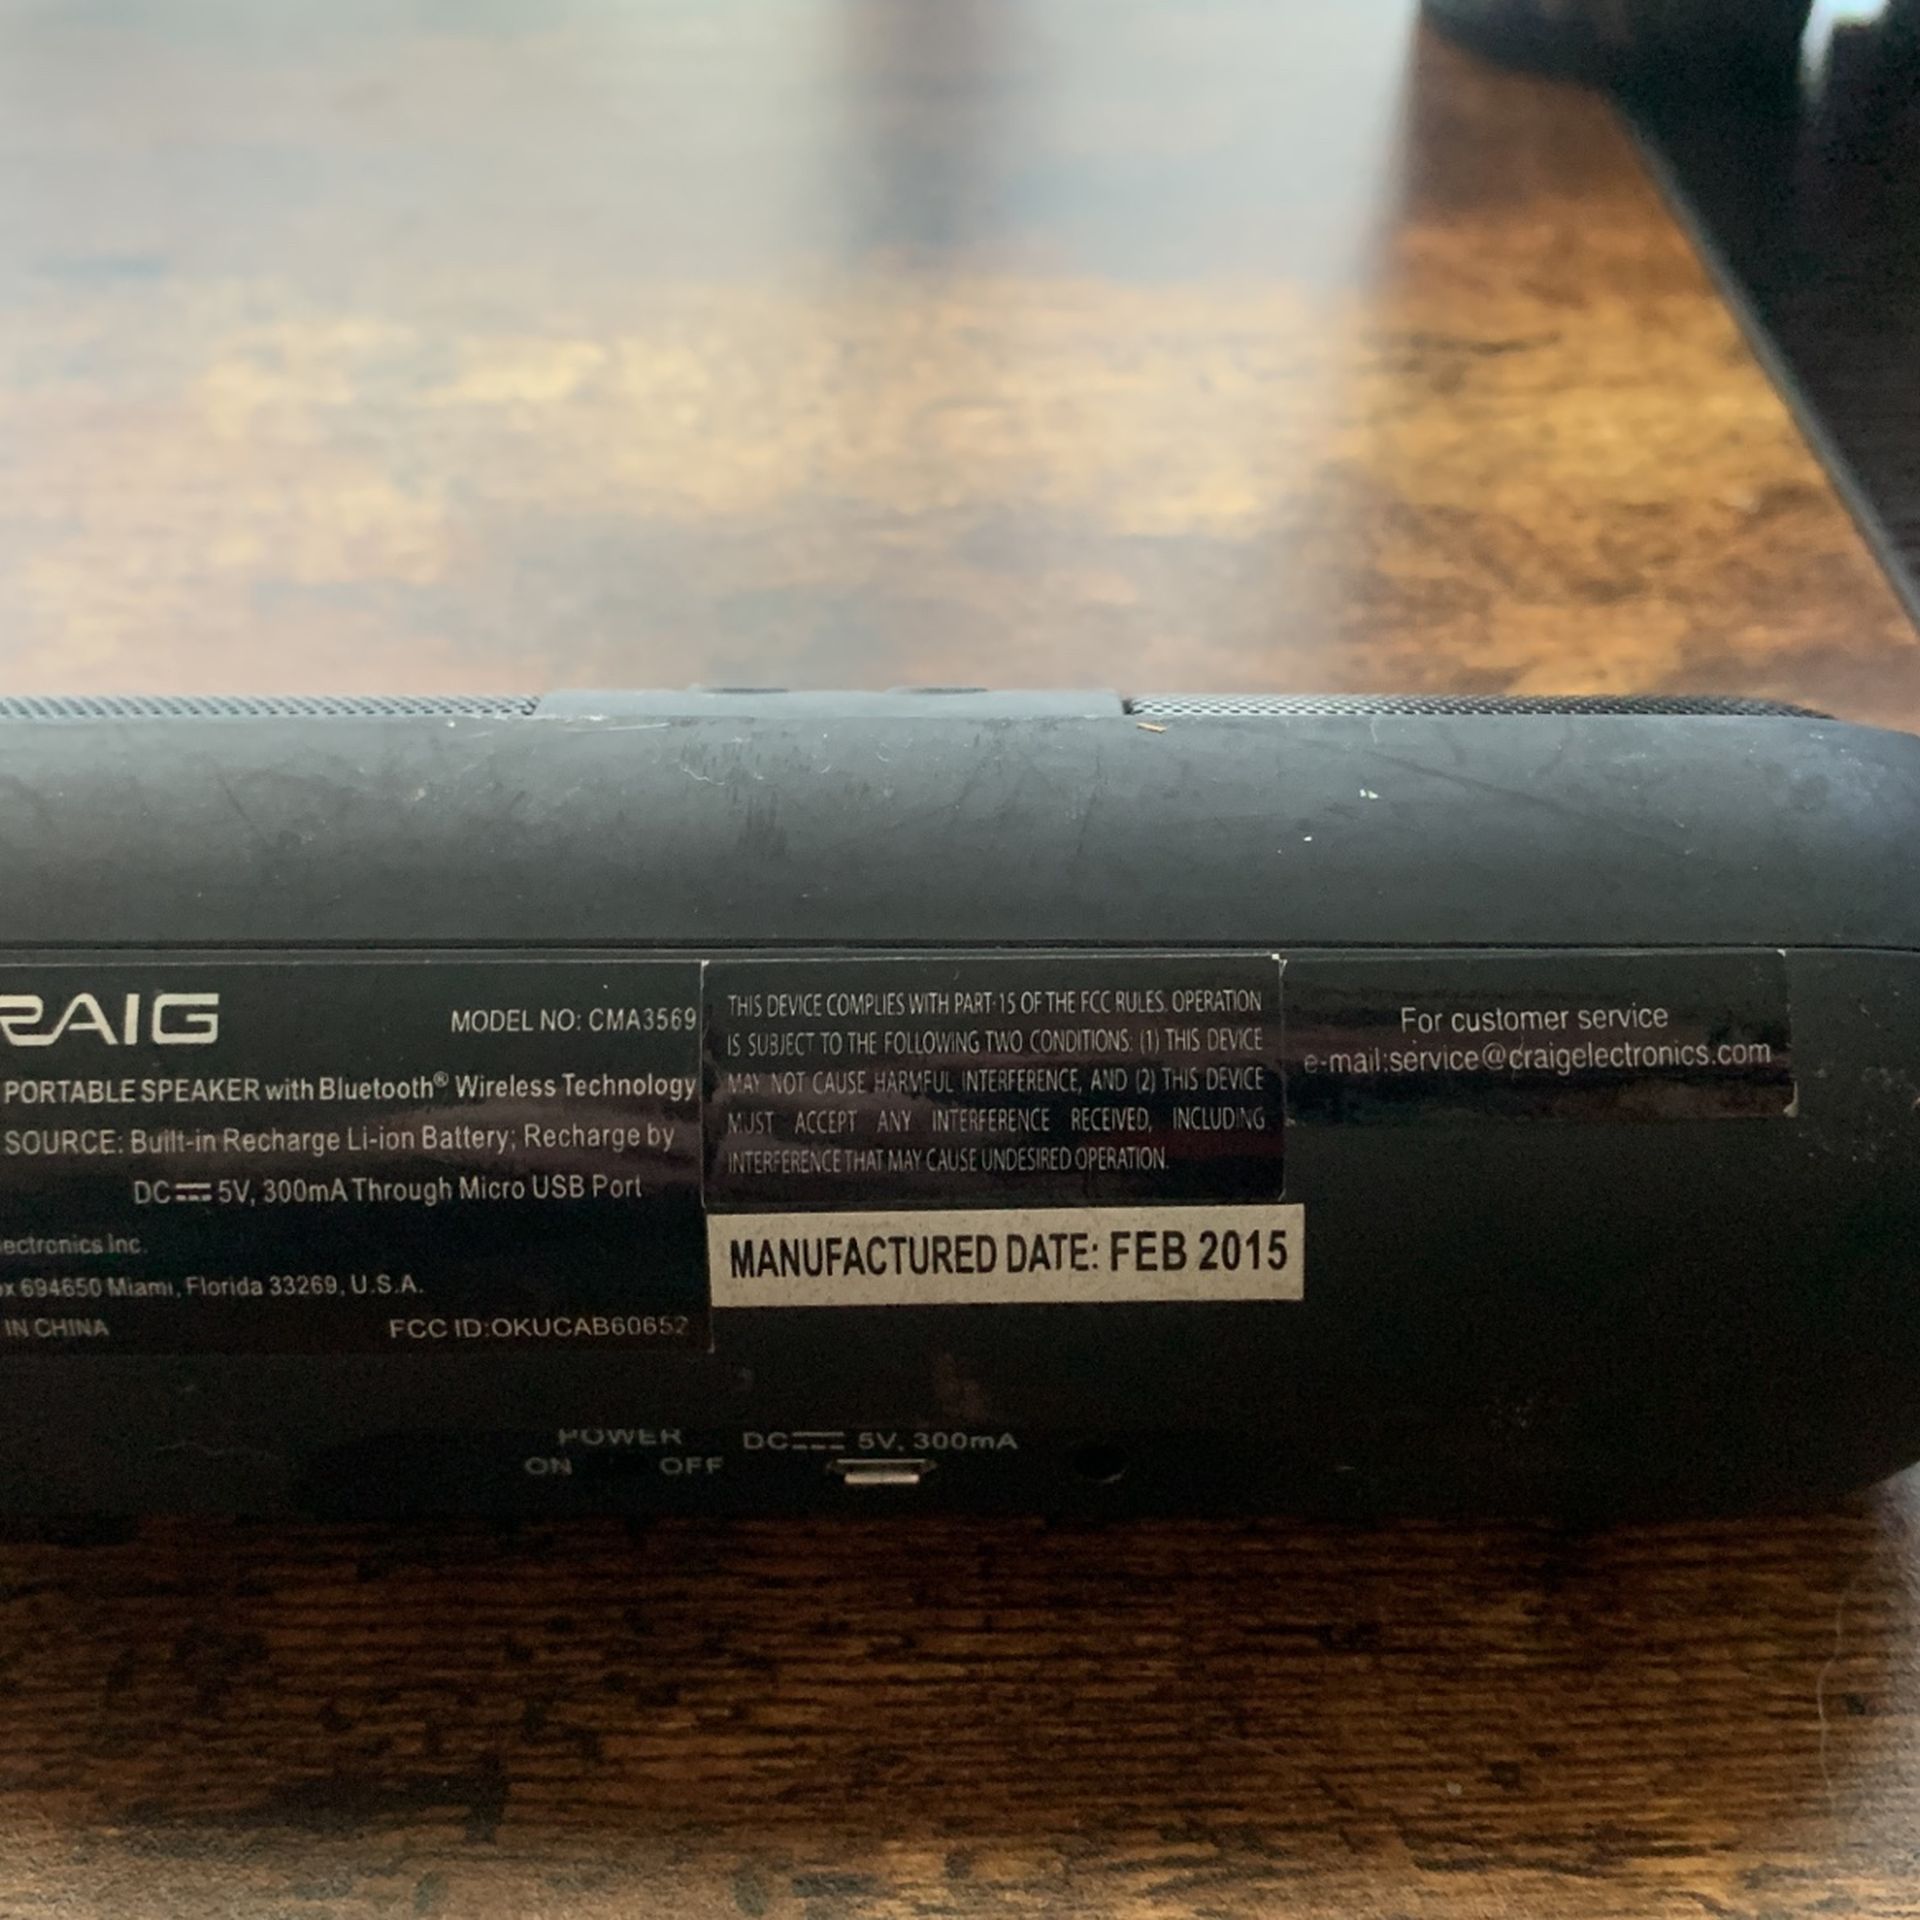 RAIG
MODEL NO: CMA3569
PORTABLE SPEAKER with Bluetooth® Wireless Technology
SOURCE: Built-in Recharge Li-ion Battery; Recharge by
DC⎓5V, 300mA Through Micro USB Port
ectronics Inc.
x 694650 Miami, Florida 33269, U.S.A.
IN CHINA
FCC ID:OKUCAB60652
THIS DEVICE COMPLIES WITH PART 15 OF THE FCC RULES. OPERATION
IS SUBJECT TO THE FOLLOWING TWO CONDITIONS: (1) THIS DEVICE
MAY NOT CAUSE HARMFUL INTERFERENCE, AND (2) THIS DEVICE
MUST ACCEPT ANY INTERFERENCE RECEIVED, INCLUDING
INTERFERENCE THAT MAY CAUSE UNDESIRED OPERATION.
MANUFACTURED DATE: FEB 2015
For customer service
e-mail:service@craigelectronics.com
POWER
ON OFF
DC⎓ 5V, 300mA